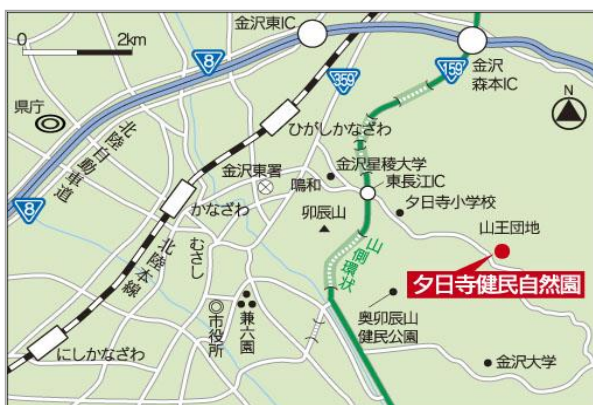 0 2km
金沢東IC
8
359
159
金沢
森本IC
N
県庁
北陸自動車道
ひがしかなざわ
金沢東署
鳴和
金沢星稜大学
東長江IC
夕日寺小学校
卯辰山
山王団地
8
かなざわ
北陸本線
むさし
山側環状
夕日寺健民自然園
市役所
兼六園
奥卯辰山
健民公園
にしかなざわ
金沢大学